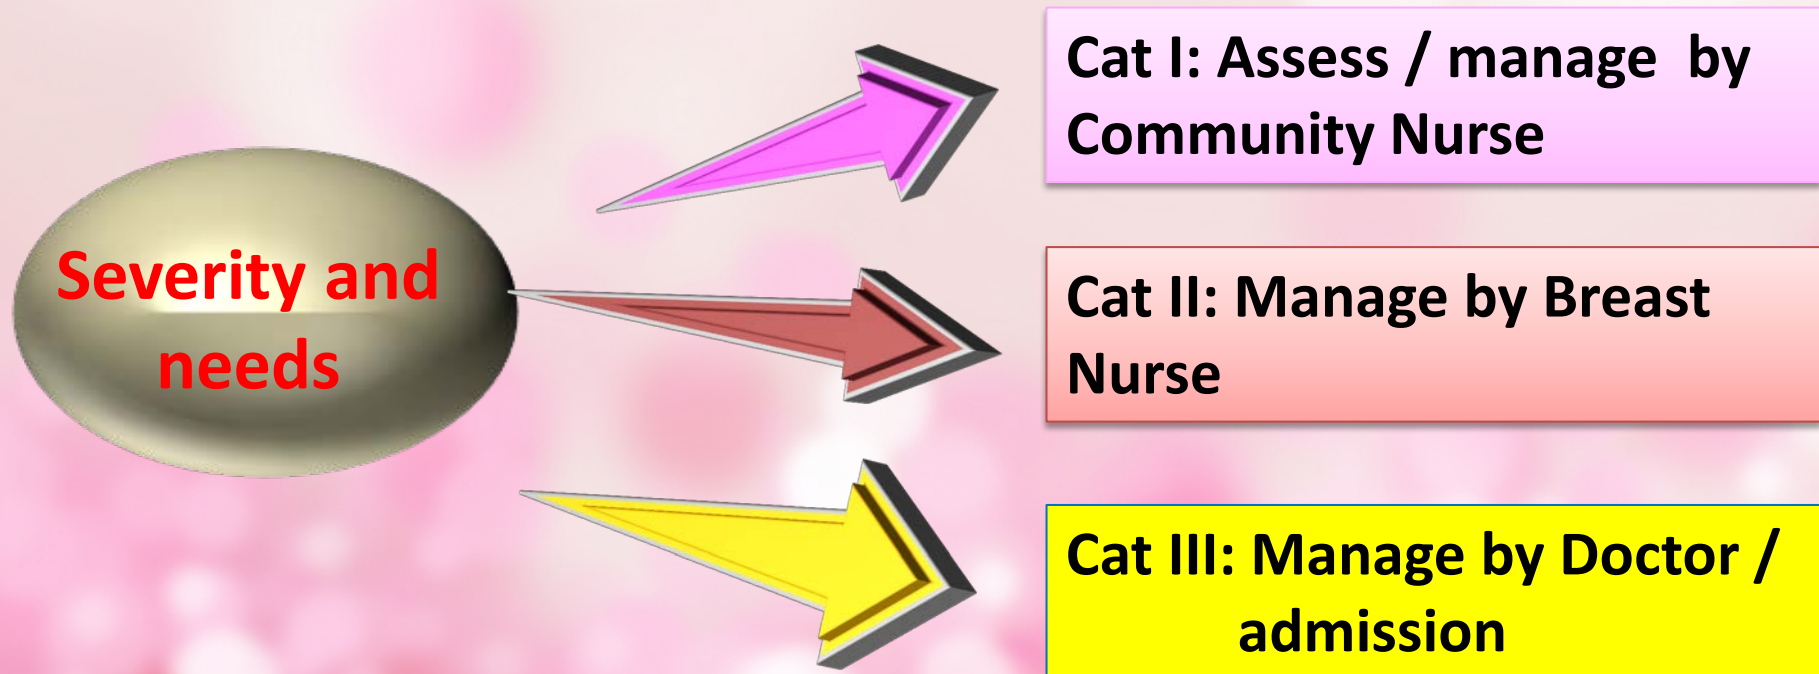 Severity and
needs
Cat I: Assess / manage  by
Community Nurse
Cat II: Manage by Breast
Nurse
Cat III: Manage by Doctor /
admission